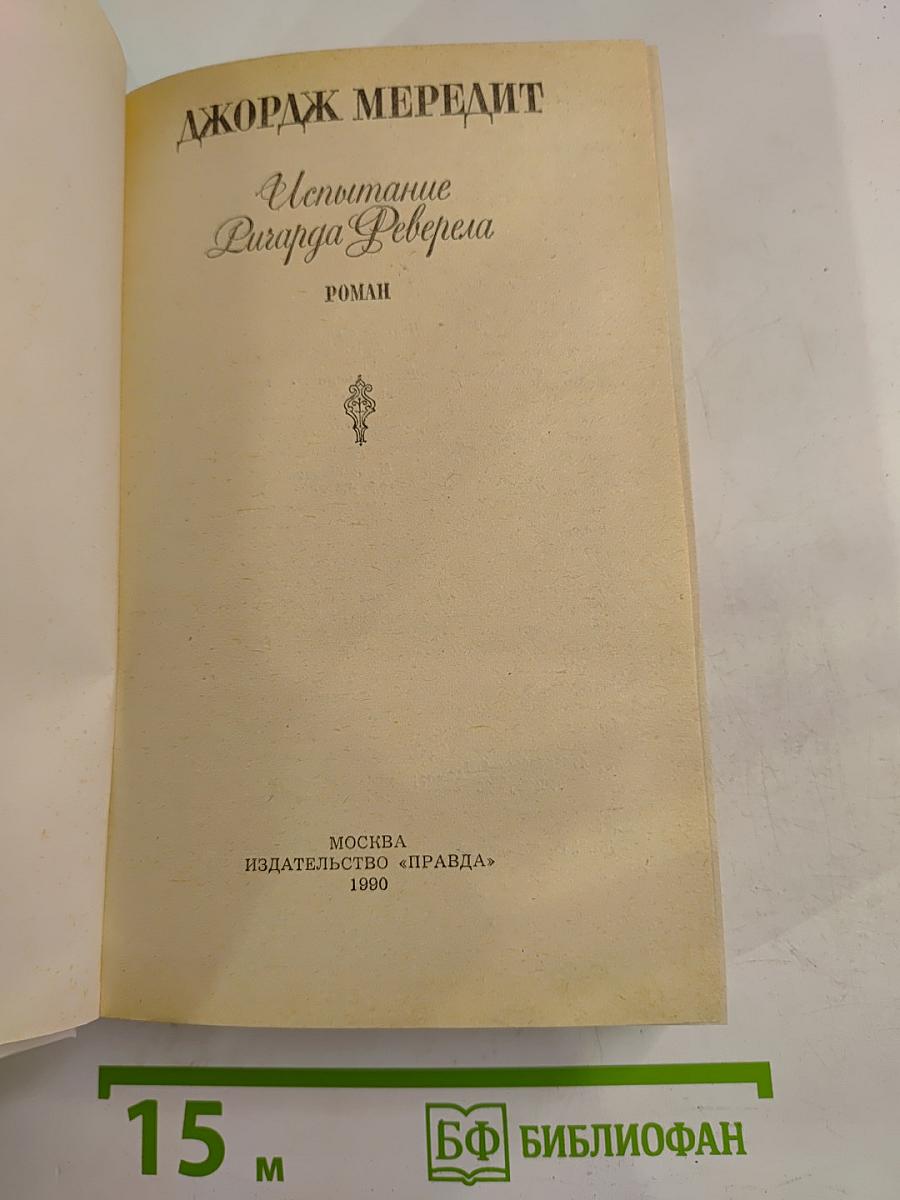 ДЖОРДЖ МЕРЕДИТ
Испытание
Ричарда Феверела
РОМАН
МОСКВА
ИЗДАТЕЛЬСТВО «ПРАВДА»
1990
15 м
БФ БИБЛИОФАН